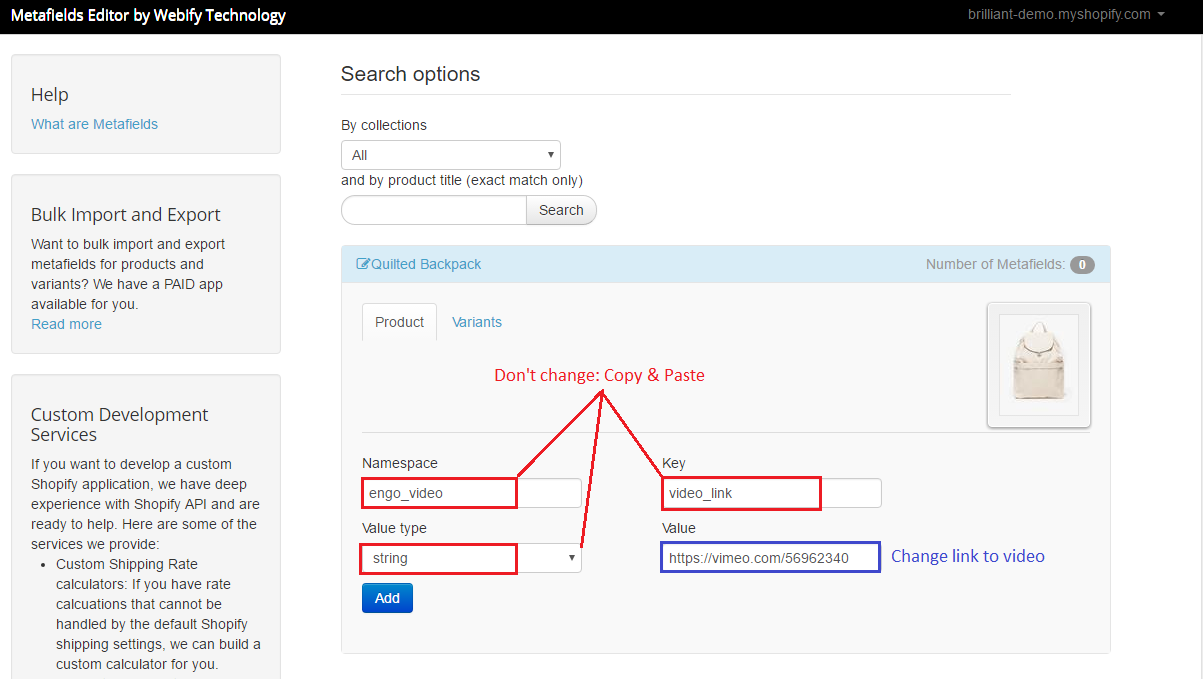 Metafields Editor by Webify Technology
brilliant-demo.myshopify.com
Help
What are Metafields
Bulk Import and Export
Want to bulk import and export
metafields for products and
variants? We have a PAID app
available for you.
Read more
Custom Development
Services
If you want to develop a custom
Shopify application, we have deep
experience with Shopify API and are
ready to help. Here are some of the
services we provide:
• Custom Shipping Rate
calculators: If you have rate
calcuations that cannot be
handled by the default Shopify
shipping settings, we can build a
custom calculator for you.
Search options
By collections
All
and by product title (exact match only)
Search
Quilted Backpack
Number of Metafields: 0
Product
Variants
Don't change: Copy & Paste
Namespace
engo_video
Key
video_link
Value type
string
Value
https://vimeo.com/56962340
Change link to video
Add